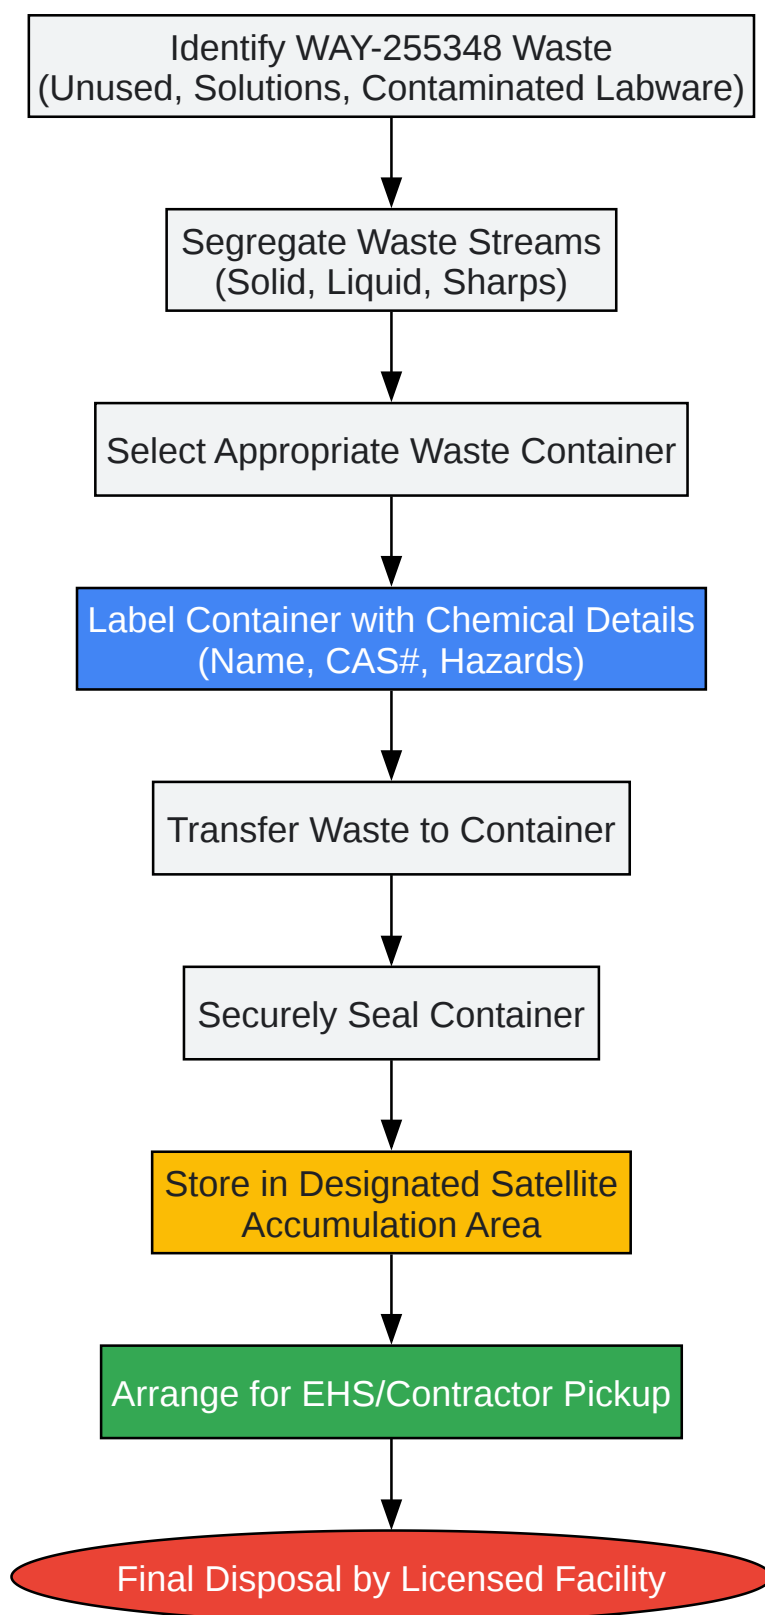 Identify WAY-255348 Waste
(Unused, Solutions, Contaminated Labware)
Segregate Waste Streams
(Solid, Liquid, Sharps)
Select Appropriate Waste Container
Label Container with Chemical Details
(Name, CAS#, Hazards)
Transfer Waste to Container
Securely Seal Container
Store in Designated Satellite
Accumulation Area
Arrange for EHS/Contractor Pickup
Final Disposal by Licensed Facility